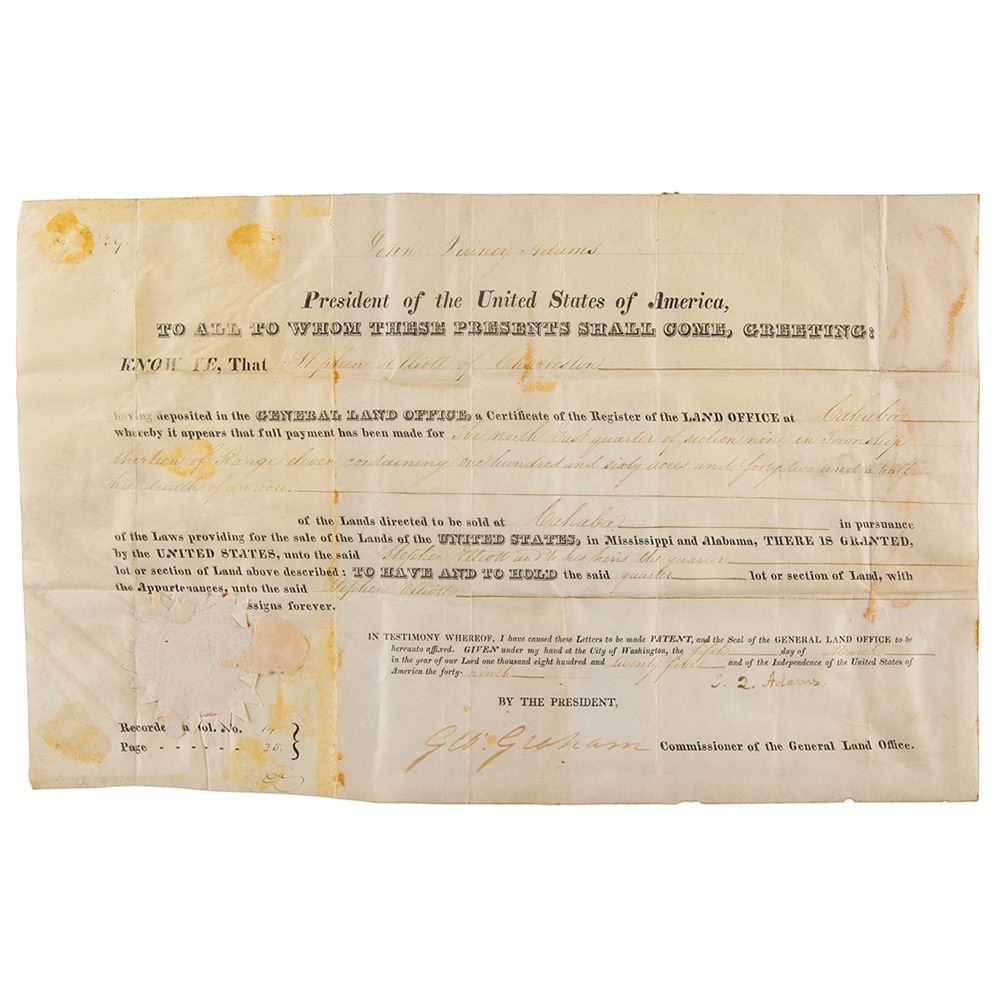 39.
John Quincy Adams
President of the United States of America,
TO ALL TO WHOM THESE PRESENTS SHALL COME, GREETING:
KNOW YE, That Stephen Elliott of Charleston
having deposited in the GENERAL LAND OFFICE, a Certificate of the Register of the LAND OFFICE at Cahaba
whereby it appears that full payment has been made for the north East quarter of section nine in Township
thirteen of Range eleven containing one hundred and sixty acres and forty two and a half
hundredths of an acre.
of the Lands directed to be sold at Cahaba in pursuance
of the Laws providing for the sale of the Lands of the UNITED STATES, in Mississippi and Alabama, THERE IS GRANTED,
by the UNITED STATES, unto the said Stephen Elliott and to his heirs the quarter
lot or section of Land above described: TO HAVE AND TO HOLD the said quarter lot or section of Land, with
the Appurtenances, unto the said Stephen Elliott
ssigns forever.
IN TESTIMONY WHEREOF, I have caused these Letters to be made PATENT, and the Seal of the GENERAL LAND OFFICE to be
hereunto affixed. GIVEN under my hand at the City of Washington, the fifth day of March
in the year of our Lord one thousand eight hundred and twenty five and of the Independence of the United States of
America the forty-ninth
J. Q. Adams.
BY THE PRESIDENT,
Geo. Graham Commissioner of the General Land Office.
Recorde n Vol. No. 14
Page - - - - - - 25.